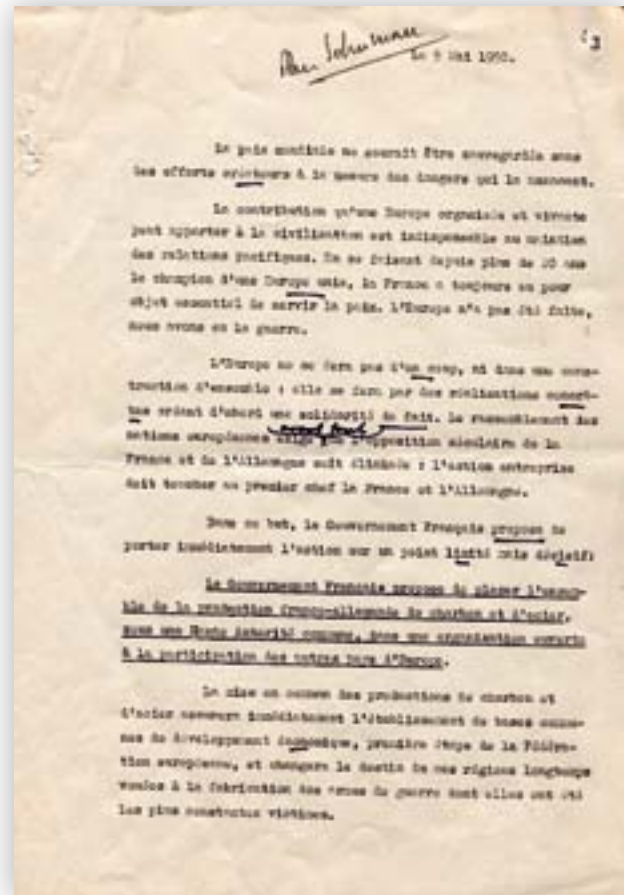 Plan Schuman
Le 9 Mai 1950.
La paix mondiale ne saurait être sauvegardée sans
des efforts créateurs à la mesure des dangers qui la menacent.
La contribution qu'une Europe organisée et vivante
peut apporter à la civilisation est indispensable au maintien
des relations pacifiques. En se faisant depuis plus de 20 ans
le champion d'une Europe unie, la France a toujours eu pour
objet essentiel de servir la paix. L'Europe n'a pas été faite,
nous avons eu la guerre.
L'Europe ne se fera pas d'un coup, ni dans une cons-
truction d'ensemble : elle se fera par des réalisations concrè-
tes créant d'abord une solidarité de fait. Le rassemblement des
nations européennes exige que l'opposition séculaire de la
France et de l'Allemagne soit éliminée : l'action entreprise
doit toucher au premier chef la France et l'Allemagne.
Dans ce but, le Gouvernement Français propose de
porter immédiatement l'action sur un point limité mais décisif:
Le Gouvernement Français propose de placer l'ensem-
ble de la production franco-allemande de charbon et d'acier,
sous une Haute Autorité commune, dans une organisation ouverte
à la participation des autres pays d'Europe.
La mise en commun des productions de charbon et
d'acier assurera immédiatement l'établissement de bases commu-
nes de développement économique, première étape de la Fédéra-
tion européenne, et changera le destin de ces régions longtemps
vouées à la fabrication des armes de guerre dont elles ont été
les plus constantes victimes.